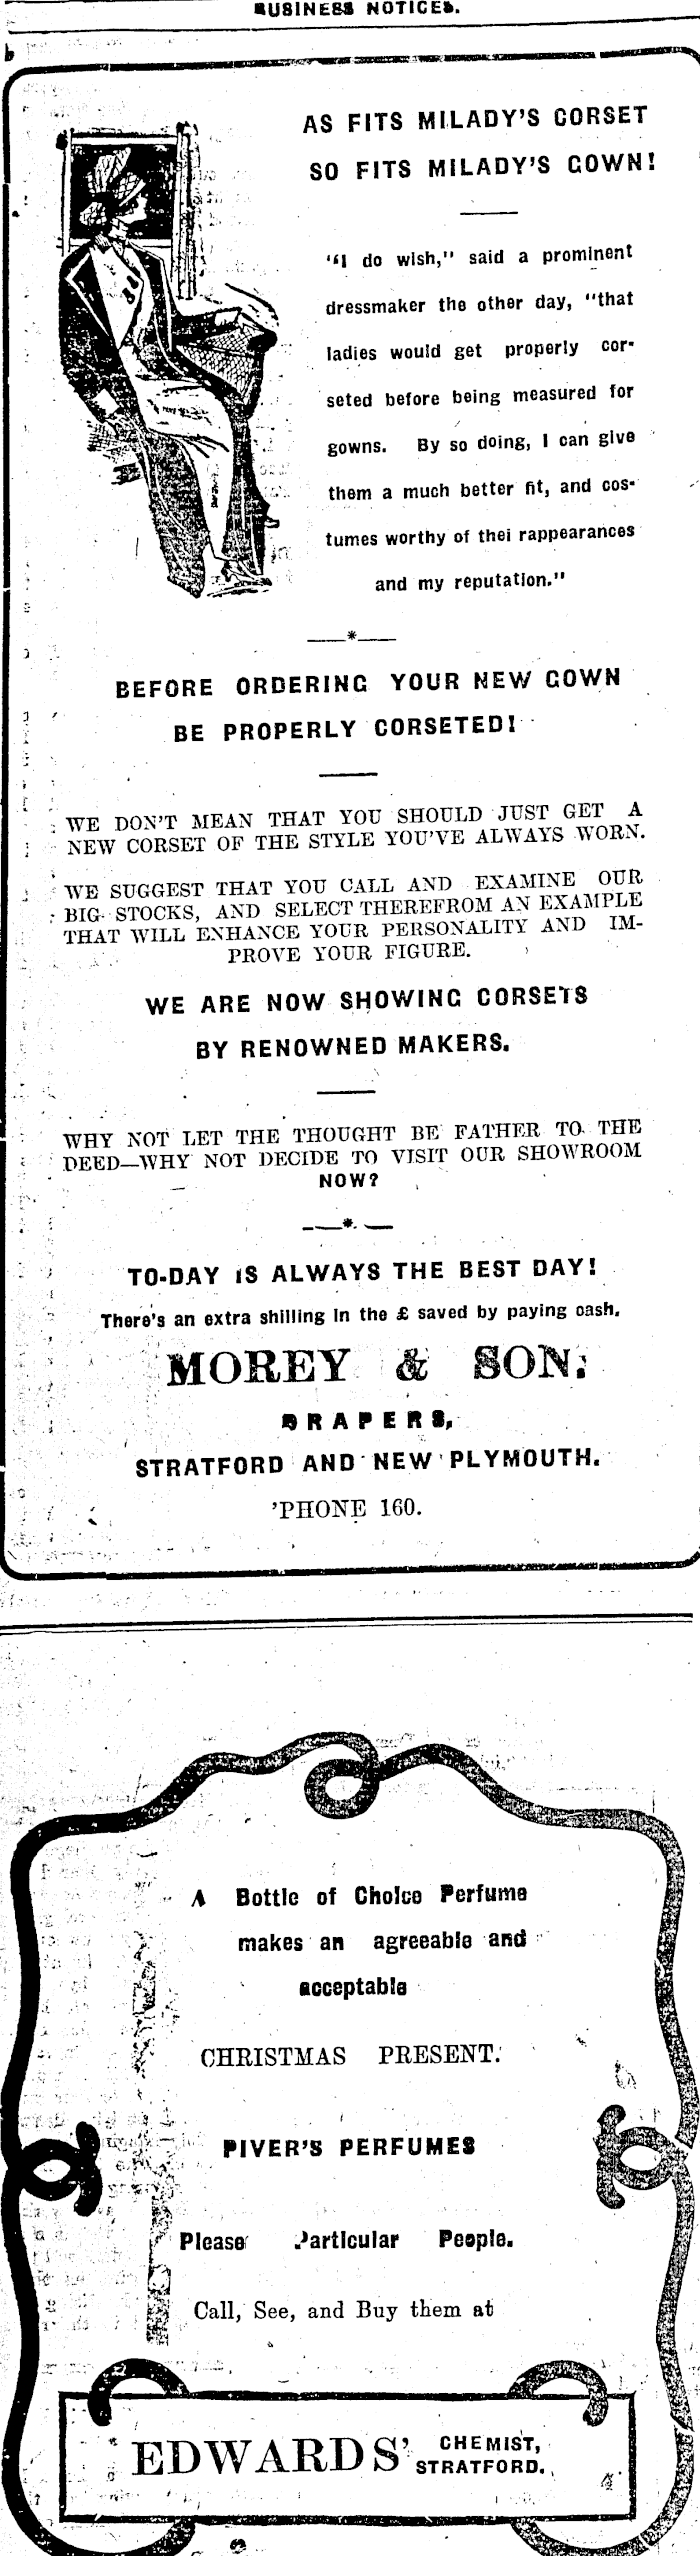 BUSINESS NOTICES.
AS FITS MILADY'S CORSET
SO FITS MILADY'S GOWN!
"I do wish," said a prominent
dressmaker the other day, "that
ladies would get properly cor-
seted before being measured for
gowns. By so doing, I can give
them a much better fit, and cos-
tumes worthy of thei rappearances
and my reputation."
BEFORE ORDERING YOUR NEW GOWN
BE PROPERLY CORSETED!
WE DON'T MEAN THAT YOU SHOULD JUST GET A
NEW CORSET OF THE STYLE YOU'VE ALWAYS WORN.
WE SUGGEST THAT YOU CALL AND EXAMINE OUR
BIG STOCKS, AND SELECT THEREFROM AN EXAMPLE
THAT WILL ENHANCE YOUR PERSONALITY AND IM-
PROVE YOUR FIGURE.
WE ARE NOW SHOWING CORSETS
BY RENOWNED MAKERS.
WHY NOT LET THE THOUGHT BE FATHER TO THE
DEED—WHY NOT DECIDE TO VISIT OUR SHOWROOM
NOW?
TO-DAY IS ALWAYS THE BEST DAY!
There's an extra shilling in the £ saved by paying cash.
MOREY & SON.
DRAPERS,
STRATFORD AND NEW PLYMOUTH.
'PHONE 160.
A Bottle of Choice Perfume
makes an agreeable and
acceptable
CHRISTMAS PRESENT.
PIVER'S PERFUMES
Please Particular People.
Call, See, and Buy them at
EDWARDS' CHEMIST,
STRATFORD.